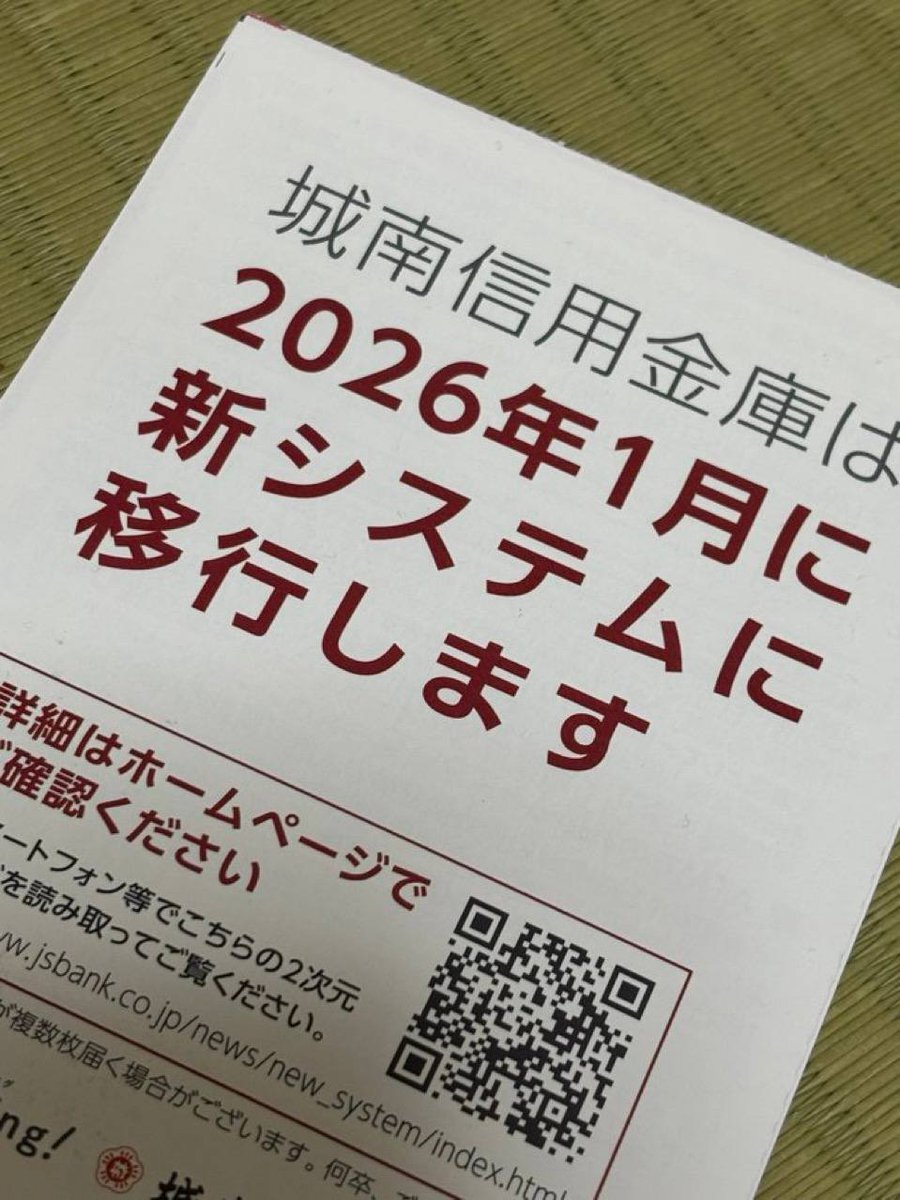 城南信用金庫は
2026年1月に
新システムに
移行します
詳細はホームページで
ご確認ください
ートフォン等でこちらの2次元
を読み取ってご覧ください。
w.jsbank.co.jp/news/new_system/index.html
が複数枚届く場合がございます。何卒、ご
ng!
城